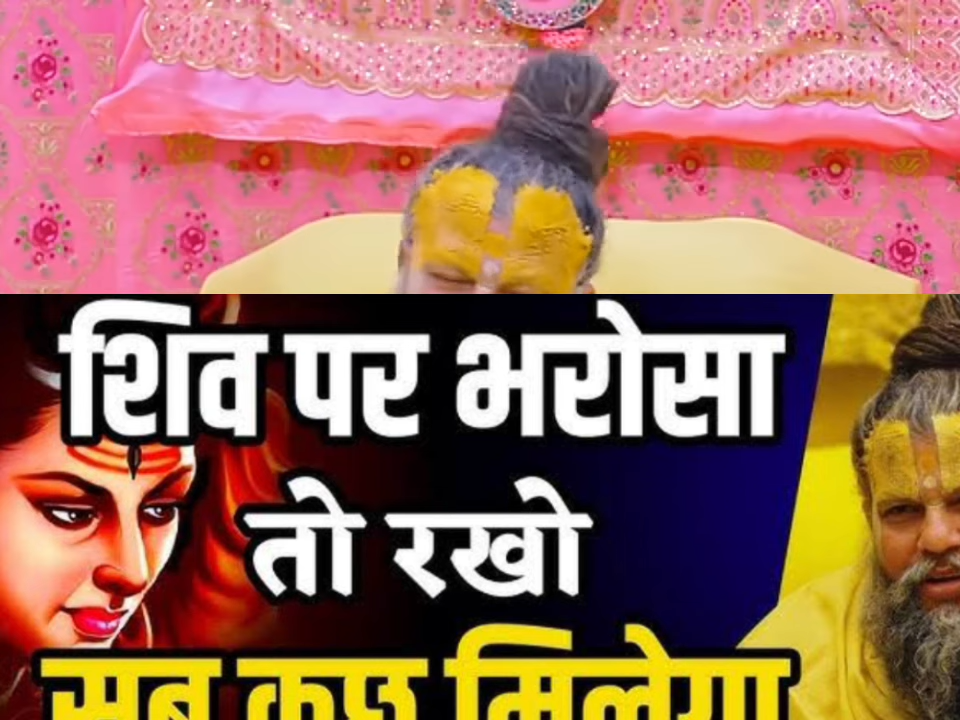 शिव पर भरोसा
तो रखो
सब कुछ मिलेगा